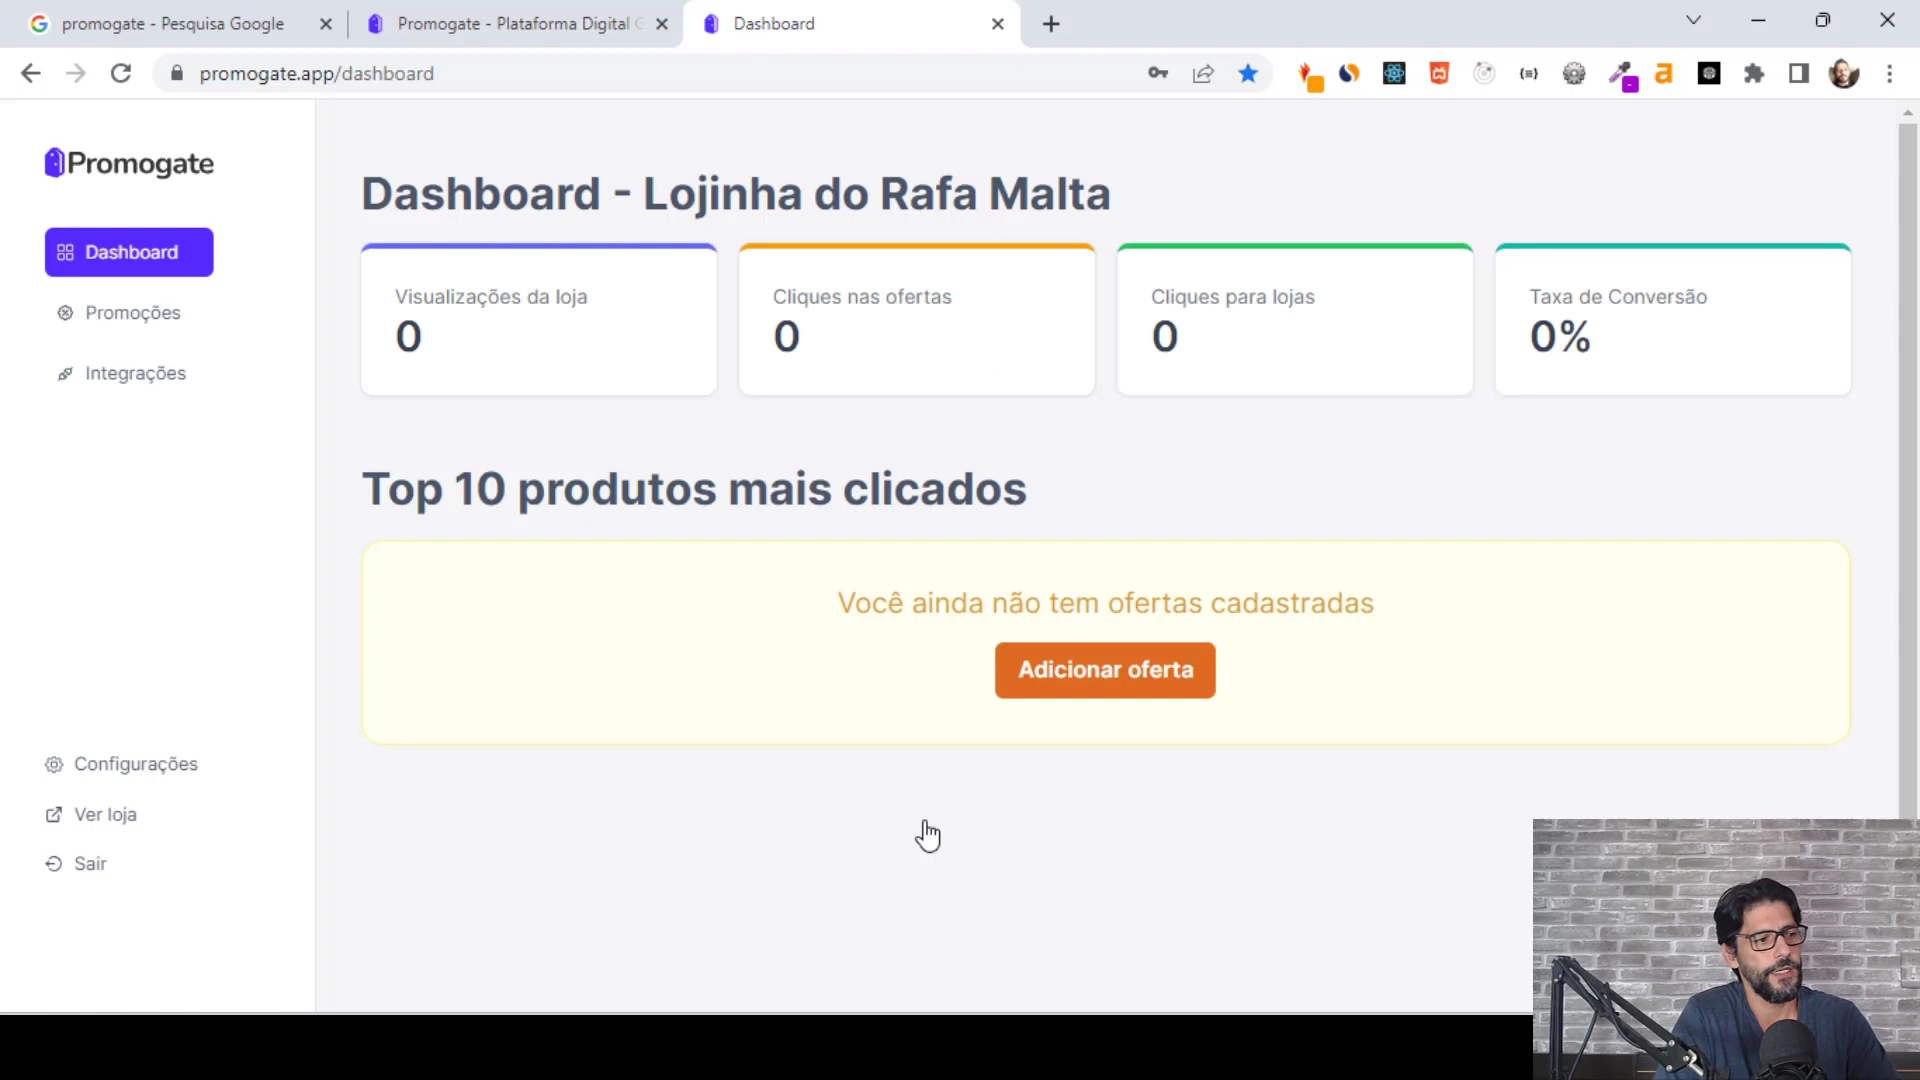 promogate - Pesquisa Google
Promogate - Plataforma Digital
Dashboard
promogate.app/dashboard
Promogate
Dashboard
Promoções
Integrações
Configurações
Ver loja
Sair
Dashboard - Lojinha do Rafa Malta
Visualizações da loja
0
Cliques nas ofertas
0
Cliques para lojas
0
Taxa de Conversão
0%
Top 10 produtos mais clicados
Você ainda não tem ofertas cadastradas
Adicionar oferta